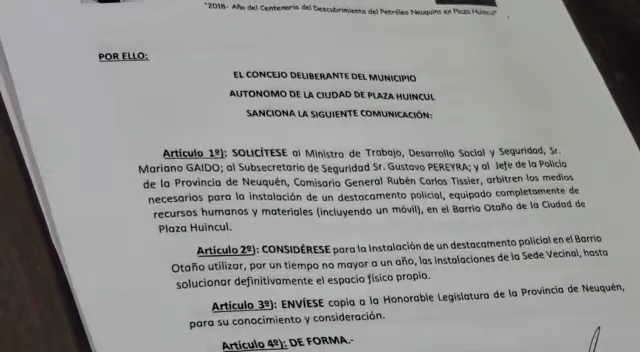 "2018- Año del Centenario del Descubrimiento del Petróleo Neuquino en Plaza Huincul"
POR ELLO:
EL CONCEJO DELIBERANTE DEL MUNICIPIO
AUTONOMO DE LA CIUDAD DE PLAZA HUINCUL
SANCIONA LA SIGUIENTE COMUNICACIÓN:
Artículo 1º): SOLICÍTESE al Ministro de Trabajo, Desarrollo Social y Seguridad, Sr.
Mariano GAIDO; al Subsecretario de Seguridad Sr. Gustavo PEREYRA; y al Jefe de la Policía
de la Provincia de Neuquén, Comisario General Rubén Carlos Tissier, arbitren los medios
necesarios para la instalación de un destacamento policial, equipado completamente de
recursos humanos y materiales (incluyendo un móvil), en el Barrio Otaño de la Ciudad de
Plaza Huincul.
Artículo 2º): CONSIDÉRESE para la Instalación de un destacamento policial en el Barrio
Otaño utilizar, por un tiempo no mayor a un año, las instalaciones de la Sede Vecinal, hasta
solucionar definitivamente el espacio físico propio.
Artículo 3º): ENVÍESE copia a la Honorable Legislatura de la Provincia de Neuquén,
para su conocimiento y consideración.
Artículo 4º): DE FORMA.-